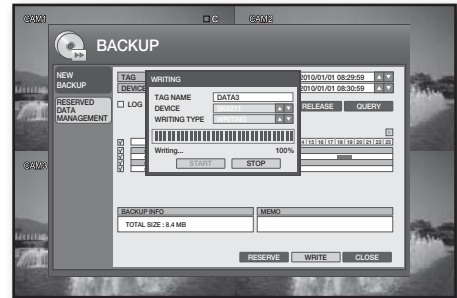 CAM1
C
CAM2
BACKUP
NEW
BACKUP
RESERVED
DATA
MANAGEMENT
TAG
2010/01/01 08:29:59
DEVICE
2010/01/01 08:30:59
LOG
RELEASE
QUERY
WRITING
TAG NAME
DATA3
DEVICE
WRITING TYPE
WRITING
Writing...
100%
START
STOP
15 16 17 18 19 20 21 22 23
CAM3
BACKUP INFO
MEMO
TOTAL SIZE : 8.4 MB
RESERVE
WRITE
CLOSE